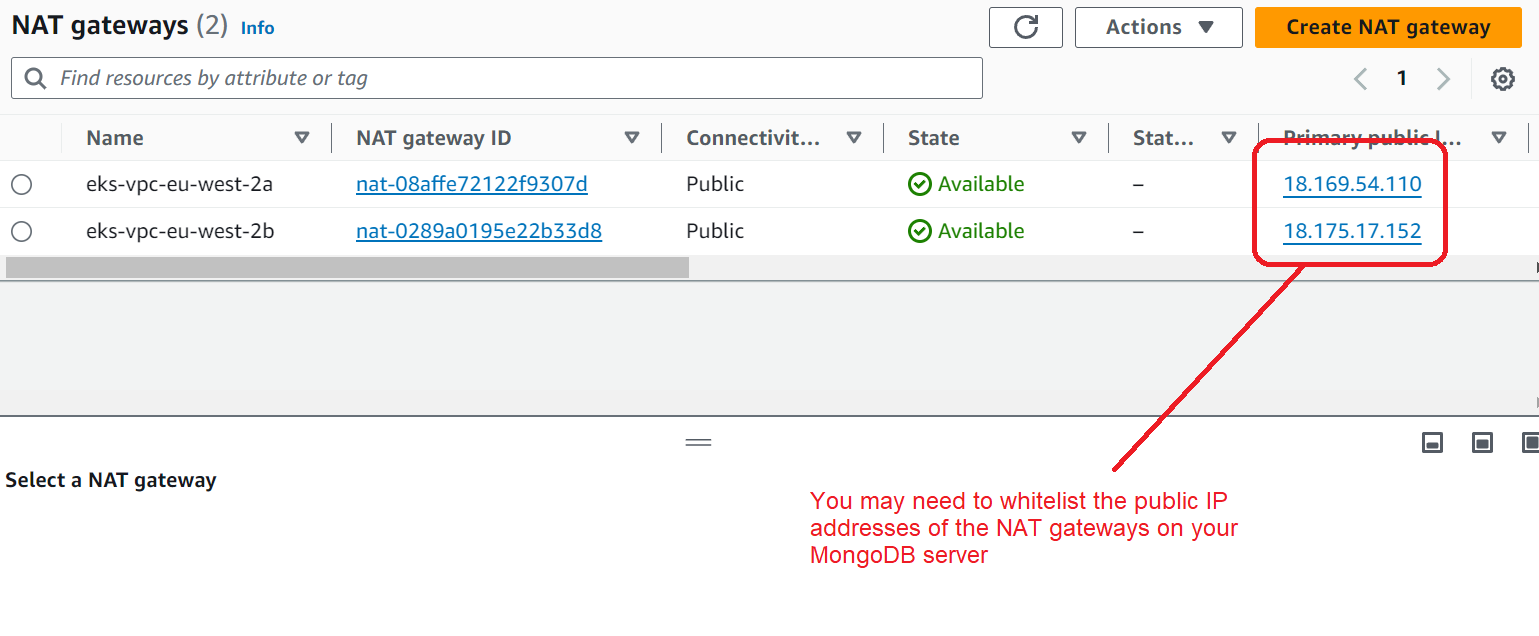 NAT gateways (2) Info
Actions
Create NAT gateway
Find resources by attribute or tag
1
Name NAT gateway ID Connectivit... State Stat... Primary public I...
eks-vpc-eu-west-2a nat-08affe72122f9307d Public Available – 18.169.54.110
eks-vpc-eu-west-2b nat-0289a0195e22b33d8 Public Available – 18.175.17.152
Select a NAT gateway
You may need to whitelist the public IP
addresses of the NAT gateways on your
MongoDB server